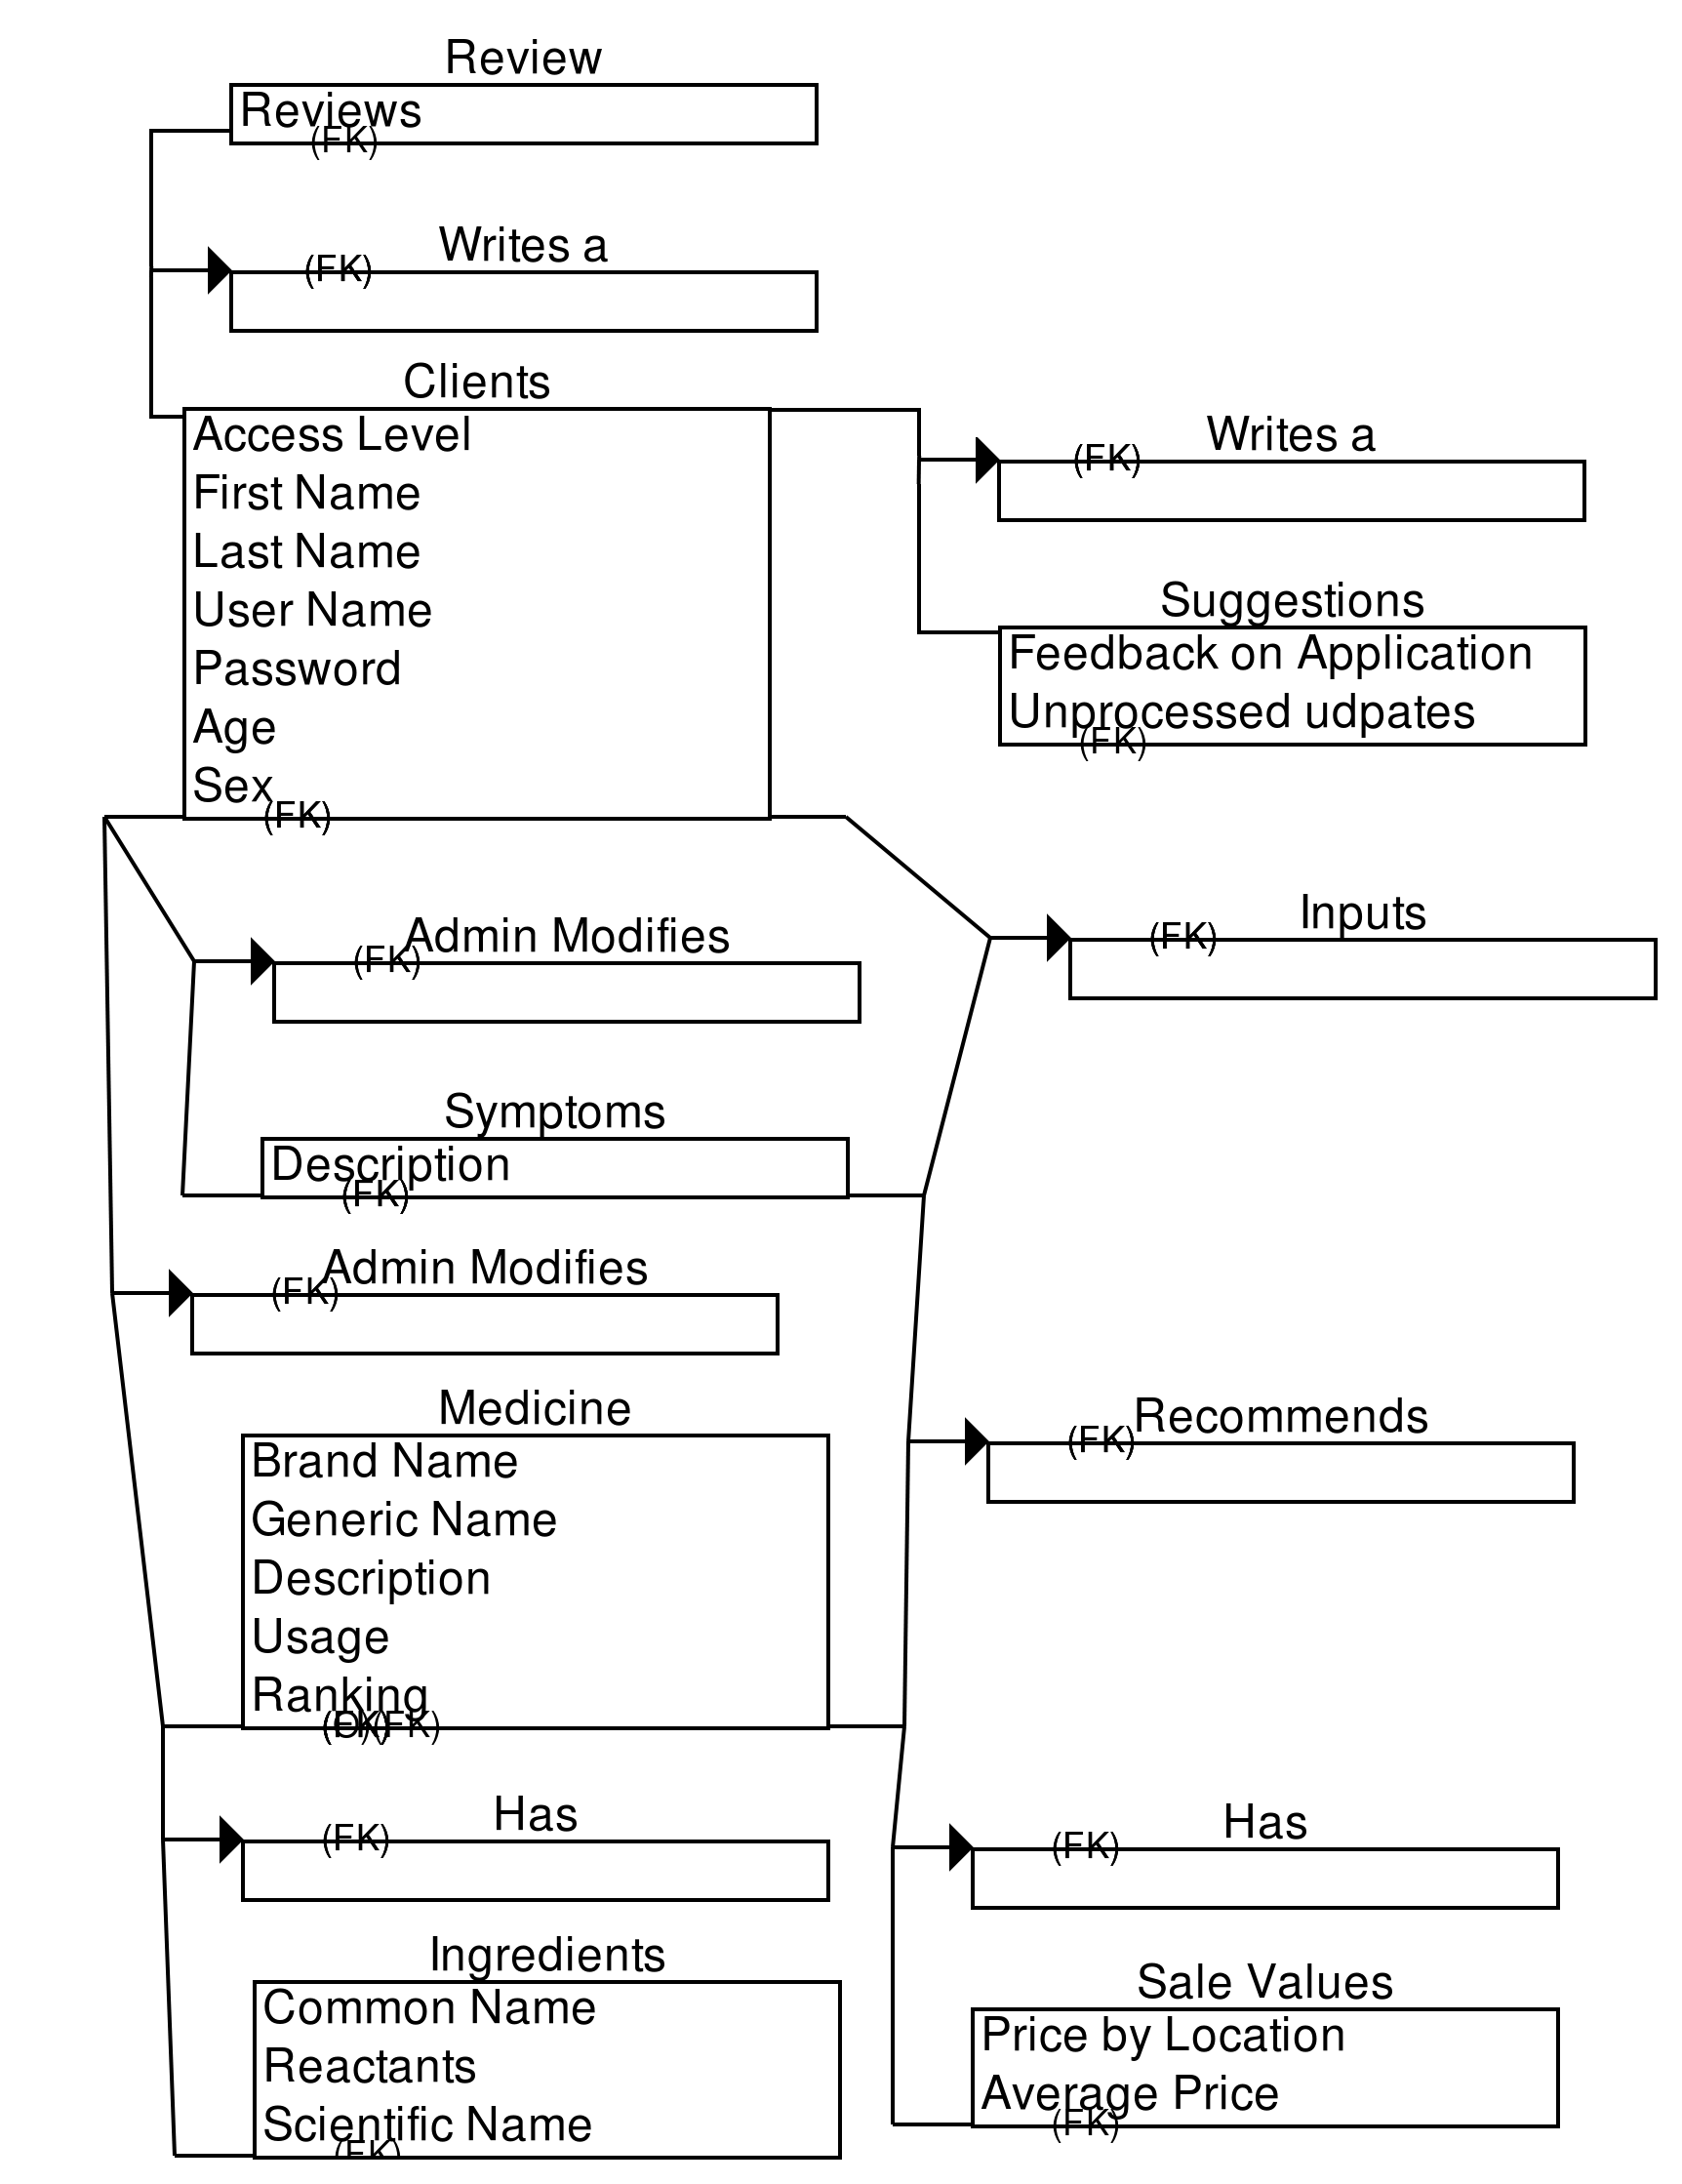 Review
Reviews
(FK)
Writes a
(FK)
Clients
Access Level
First Name
Last Name
User Name
Password
Age
Sex
(FK)
Writes a
(FK)
Suggestions
Feedback on Application
Unprocessed udpates
(FK)
Admin Modifies
(FK)
Inputs
(FK)
Symptoms
Description
(FK)
Admin Modifies
(FK)
Medicine
Brand Name
Generic Name
Description
Usage
Ranking
(FK)
Recommends
(FK)
Has
(FK)
Has
(FK)
Ingredients
Common Name
Reactants
Scientific Name
(FK)
Sale Values
Price by Location
Average Price
(FK)